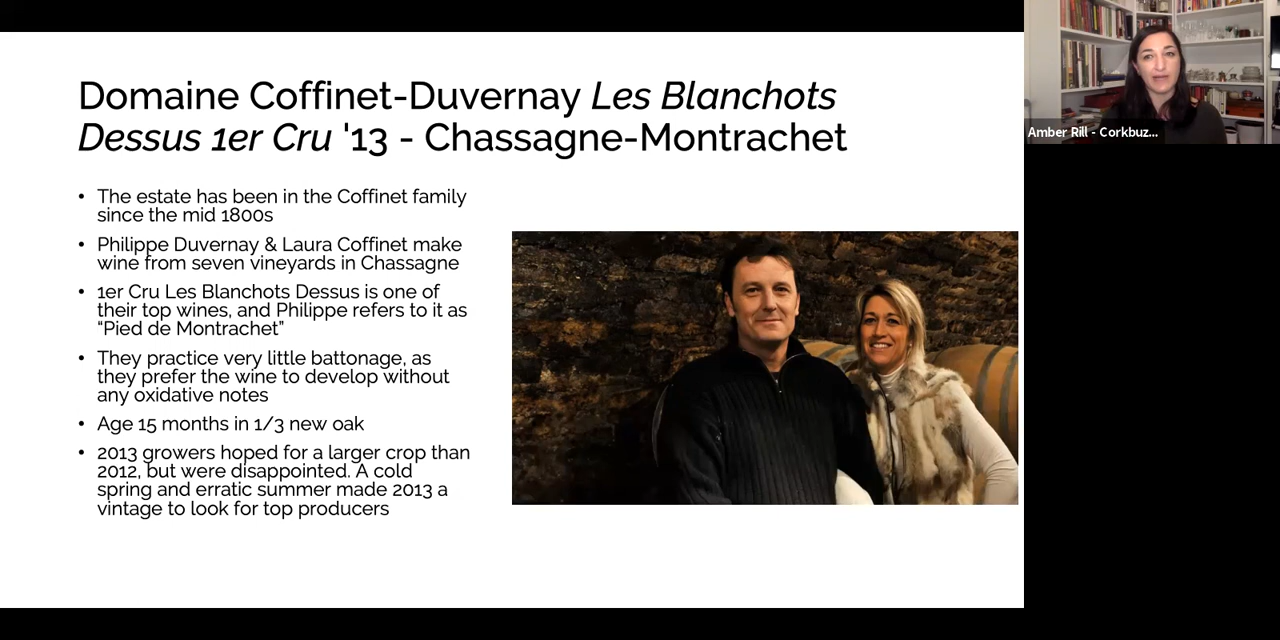 Domaine Coffinet-Duvernay Les Blanchots
Dessus 1er Cru '13 - Chassagne-Montrachet
• The estate has been in the Coffinet family
since the mid 1800s
• Philippe Duvernay & Laura Coffinet make
wine from seven vineyards in Chassagne
• 1er Cru Les Blanchots Dessus is one of
their top wines, and Philippe refers to it as
“Pied de Montrachet”
• They practice very little battonage, as
they prefer the wine to develop without
any oxidative notes
• Age 15 months in 1/3 new oak
• 2013 growers hoped for a larger crop than
2012, but were disappointed. A cold
spring and erratic summer made 2013 a
vintage to look for top producers
Amber Rill - Corkbuz...